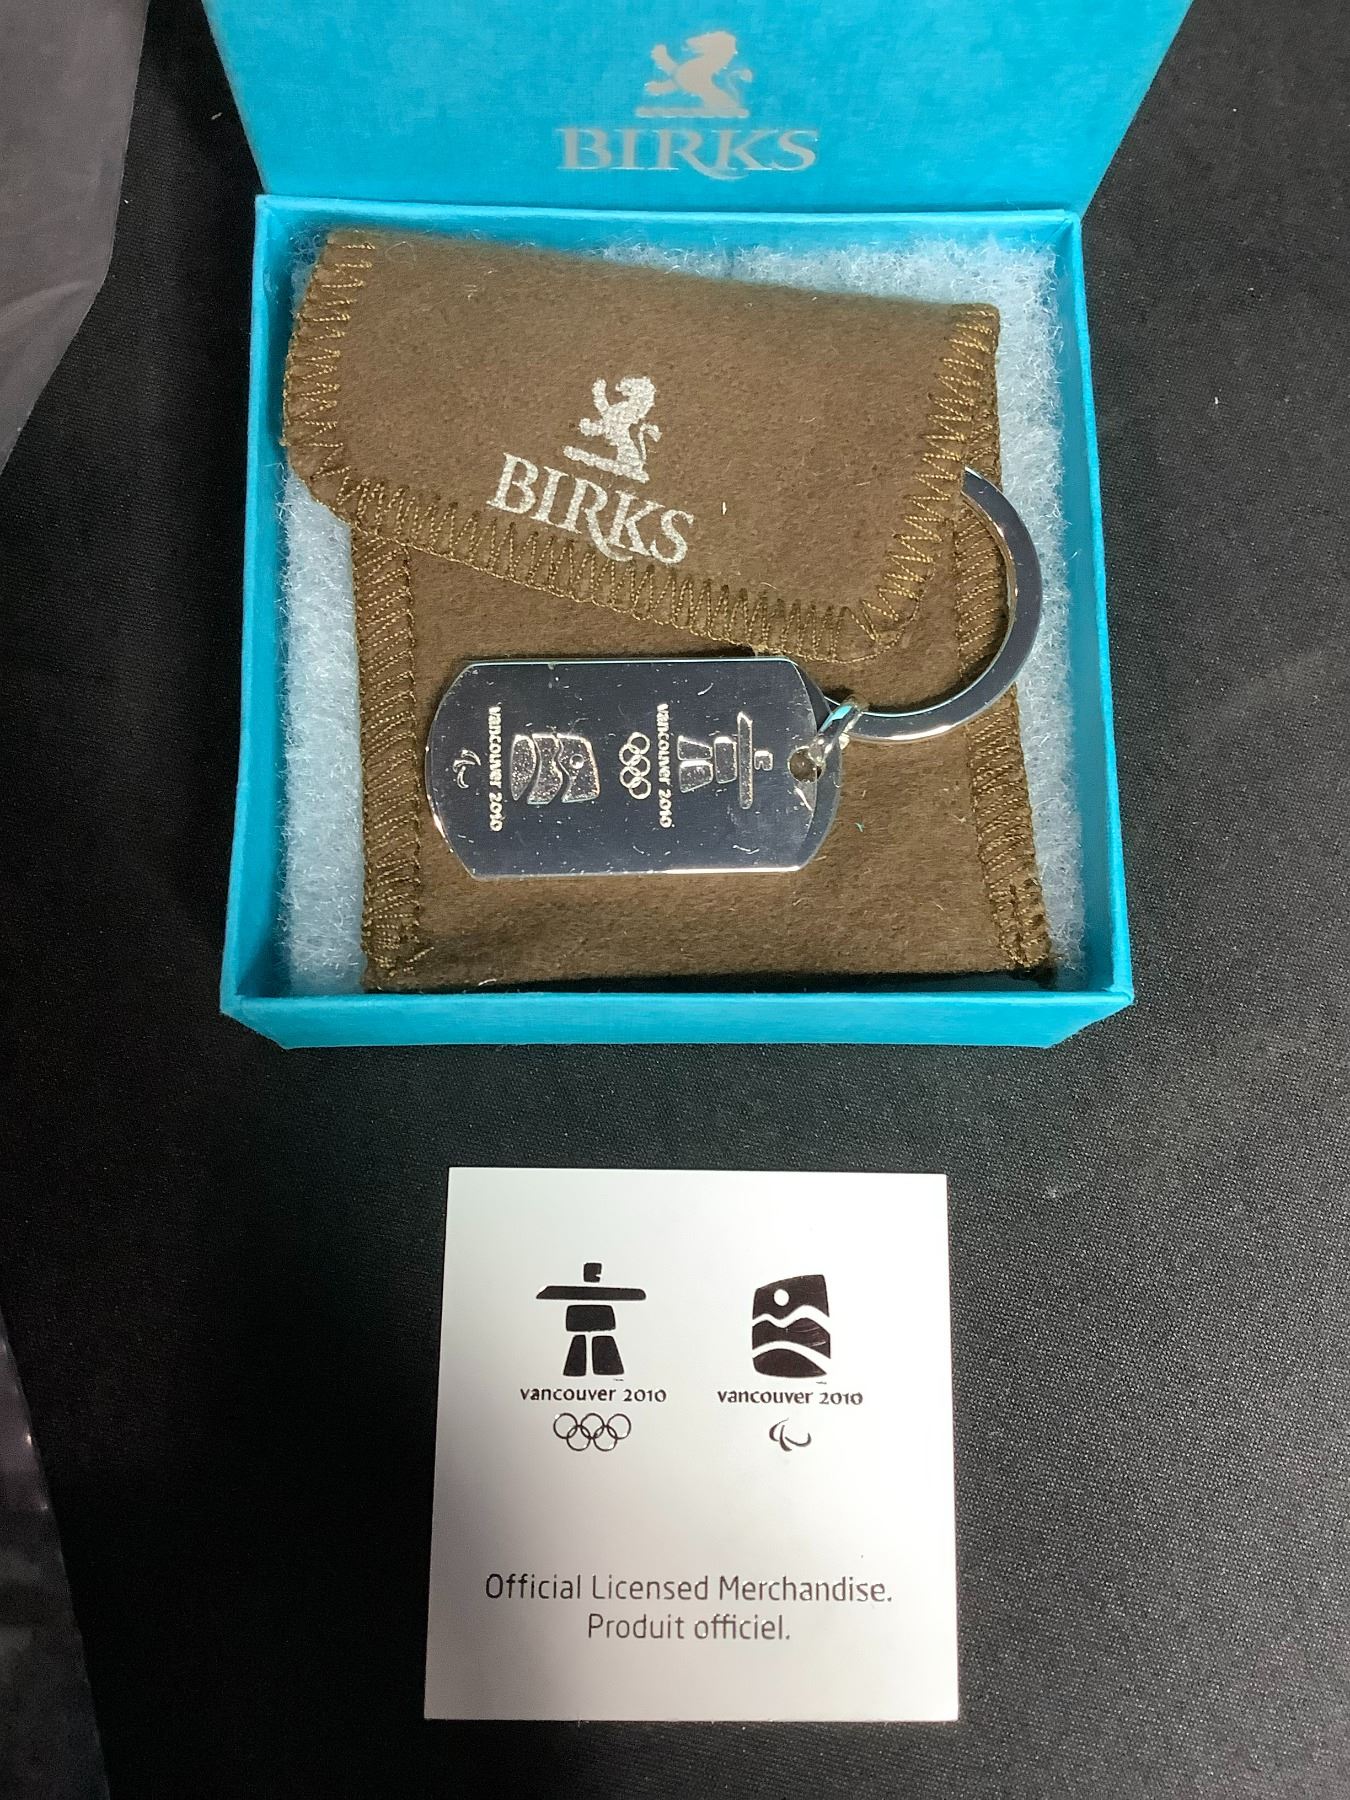 BIRKS
BIRKS
vancouver 2010
vancouver 2010
vancouver 2010
vancouver 2010
Official Licensed Merchandise.
Produit officiel.